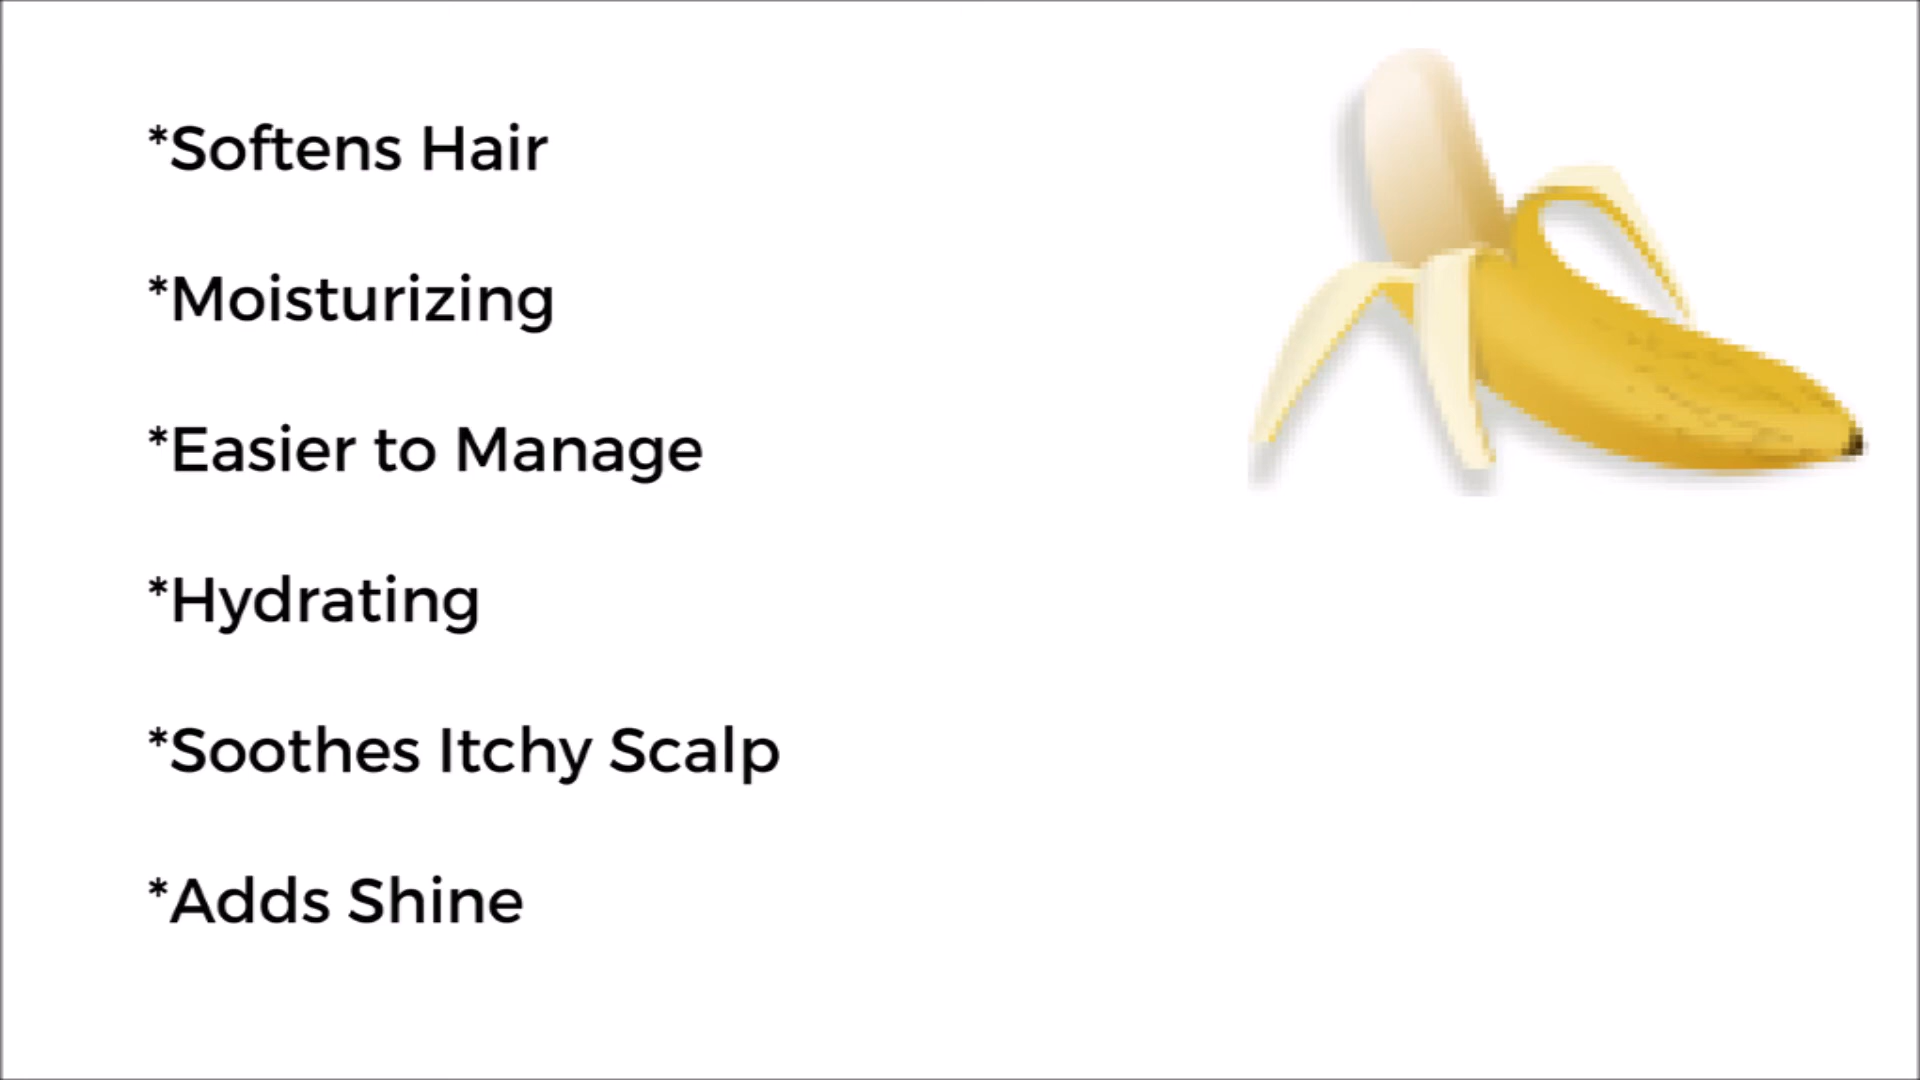 *Softens Hair
*Moisturizing
*Easier to Manage
*Hydrating
*Soothes Itchy Scalp
*Adds Shine